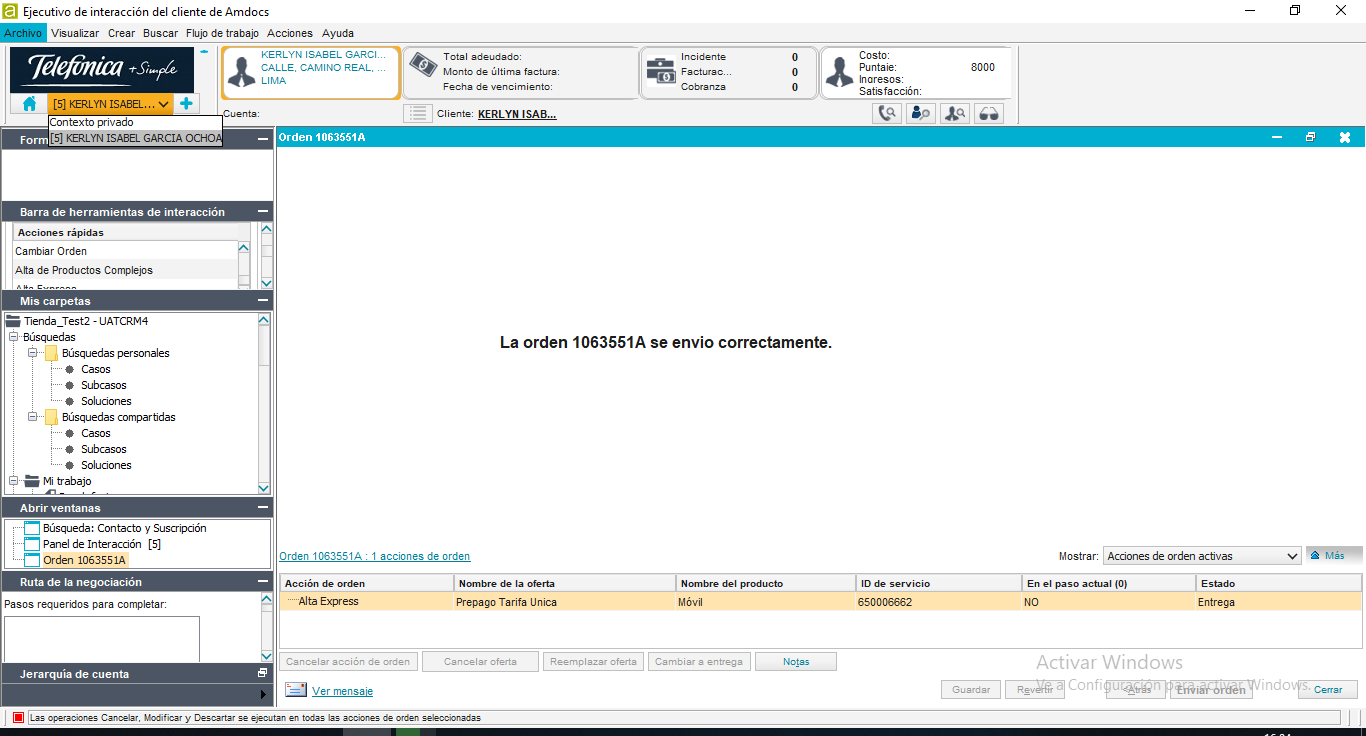 Ejecutivo de interacción del cliente de Amdocs
Archivo Visualizar Crear Buscar Flujo de trabajo Acciones Ayuda
Telefónica +Simple
[5] KERLYN ISABEL...
Contexto privado
[5] KERLYN ISABEL GARCIA OCHOA
KERLYN ISABEL GARCI...
CALLE, CAMINO REAL, ...
LIMA
Total adeudado:
Monto de última factura:
Fecha de vencimiento:
Incidente 0
Facturac... 0
Cobranza 0
Costo:
Puntaje: 8000
Ingresos:
Satisfacción:
Cuenta:
Cliente: KERLYN ISAB...
Form
Barra de herramientas de interacción
Acciones rápidas
Cambiar Orden
Alta de Productos Complejos
Alta Express
Mis carpetas
Tienda_Test2 - UATCRM4
Búsquedas
Búsquedas personales
Casos
Subcasos
Soluciones
Búsquedas compartidas
Casos
Subcasos
Soluciones
Mi trabajo
Abrir ventanas
Búsqueda: Contacto y Suscripción
Panel de Interacción [5]
Orden 1063551A
Ruta de la negociación
Pasos requeridos para completar:
Jerarquía de cuenta
Orden 1063551A
La orden 1063551A se envio correctamente.
Orden 1063551A : 1 acciones de orden
Mostrar: Acciones de orden activas
Más
Acción de orden Nombre de la oferta Nombre del producto ID de servicio En el paso actual (0) Estado
Alta Express Prepago Tarifa Unica Móvil 650006662 NO Entrega
Cancelar acción de orden Cancelar oferta Reemplazar oferta Cambiar a entrega Notas
Activar Windows
Ve a Configuración para activar Windows.
Ver mensaje
Guardar Revertir <Atrás Enviar orden Cerrar
Las operaciones Cancelar, Modificar y Descartar se ejecutan en todas las acciones de orden seleccionadas